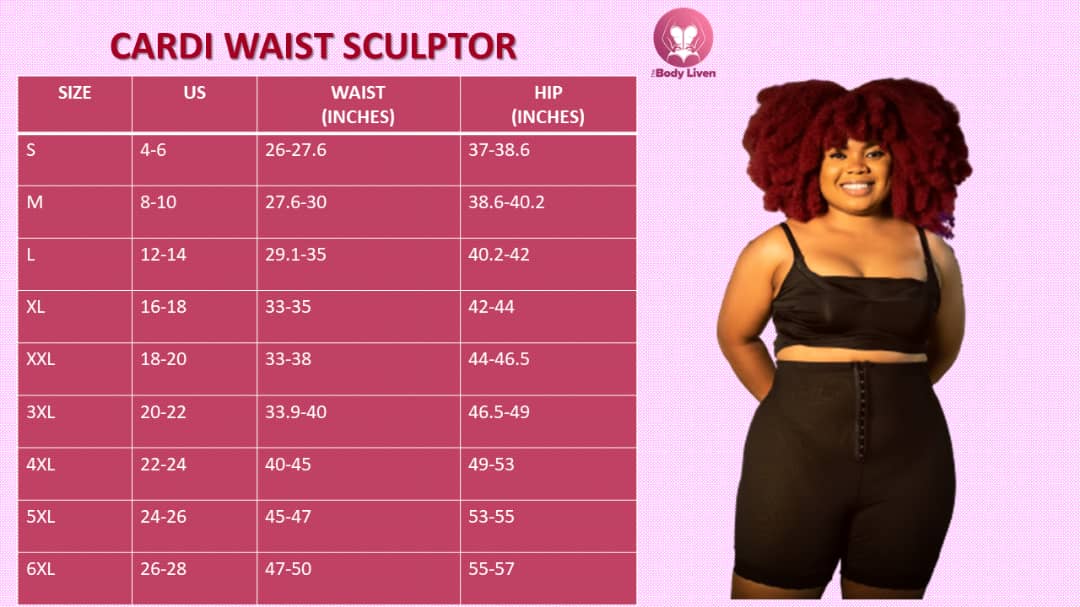 CARDI WAIST SCULPTOR
The Body Liven
SIZE US WAIST (INCHES) HIP (INCHES)
S 4-6 26-27.6 37-38.6
M 8-10 27.6-30 38.6-40.2
L 12-14 29.1-35 40.2-42
XL 16-18 33-35 42-44
XXL 18-20 33-38 44-46.5
3XL 20-22 33.9-40 46.5-49
4XL 22-24 40-45 49-53
5XL 24-26 45-47 53-55
6XL 26-28 47-50 55-57